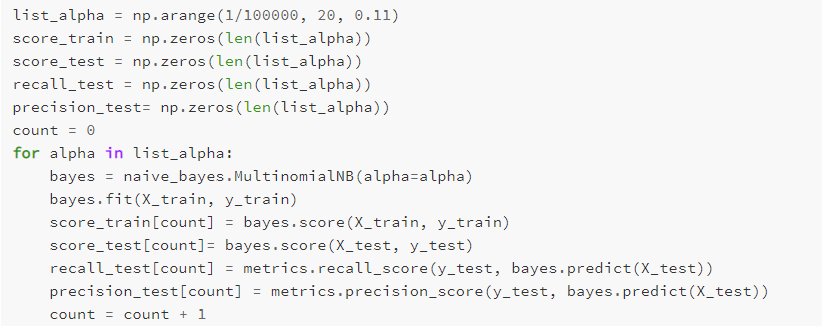 list_alpha = np.arange(1/100000, 20, 0.11)
score_train = np.zeros(len(list_alpha))
score_test = np.zeros(len(list_alpha))
recall_test = np.zeros(len(list_alpha))
precision_test= np.zeros(len(list_alpha))
count = 0
for alpha in list_alpha:
    bayes = naive_bayes.MultinomialNB(alpha=alpha)
    bayes.fit(X_train, y_train)
    score_train[count] = bayes.score(X_train, y_train)
    score_test[count]= bayes.score(X_test, y_test)
    recall_test[count] = metrics.recall_score(y_test, bayes.predict(X_test))
    precision_test[count] = metrics.precision_score(y_test, bayes.predict(X_test))
    count = count + 1